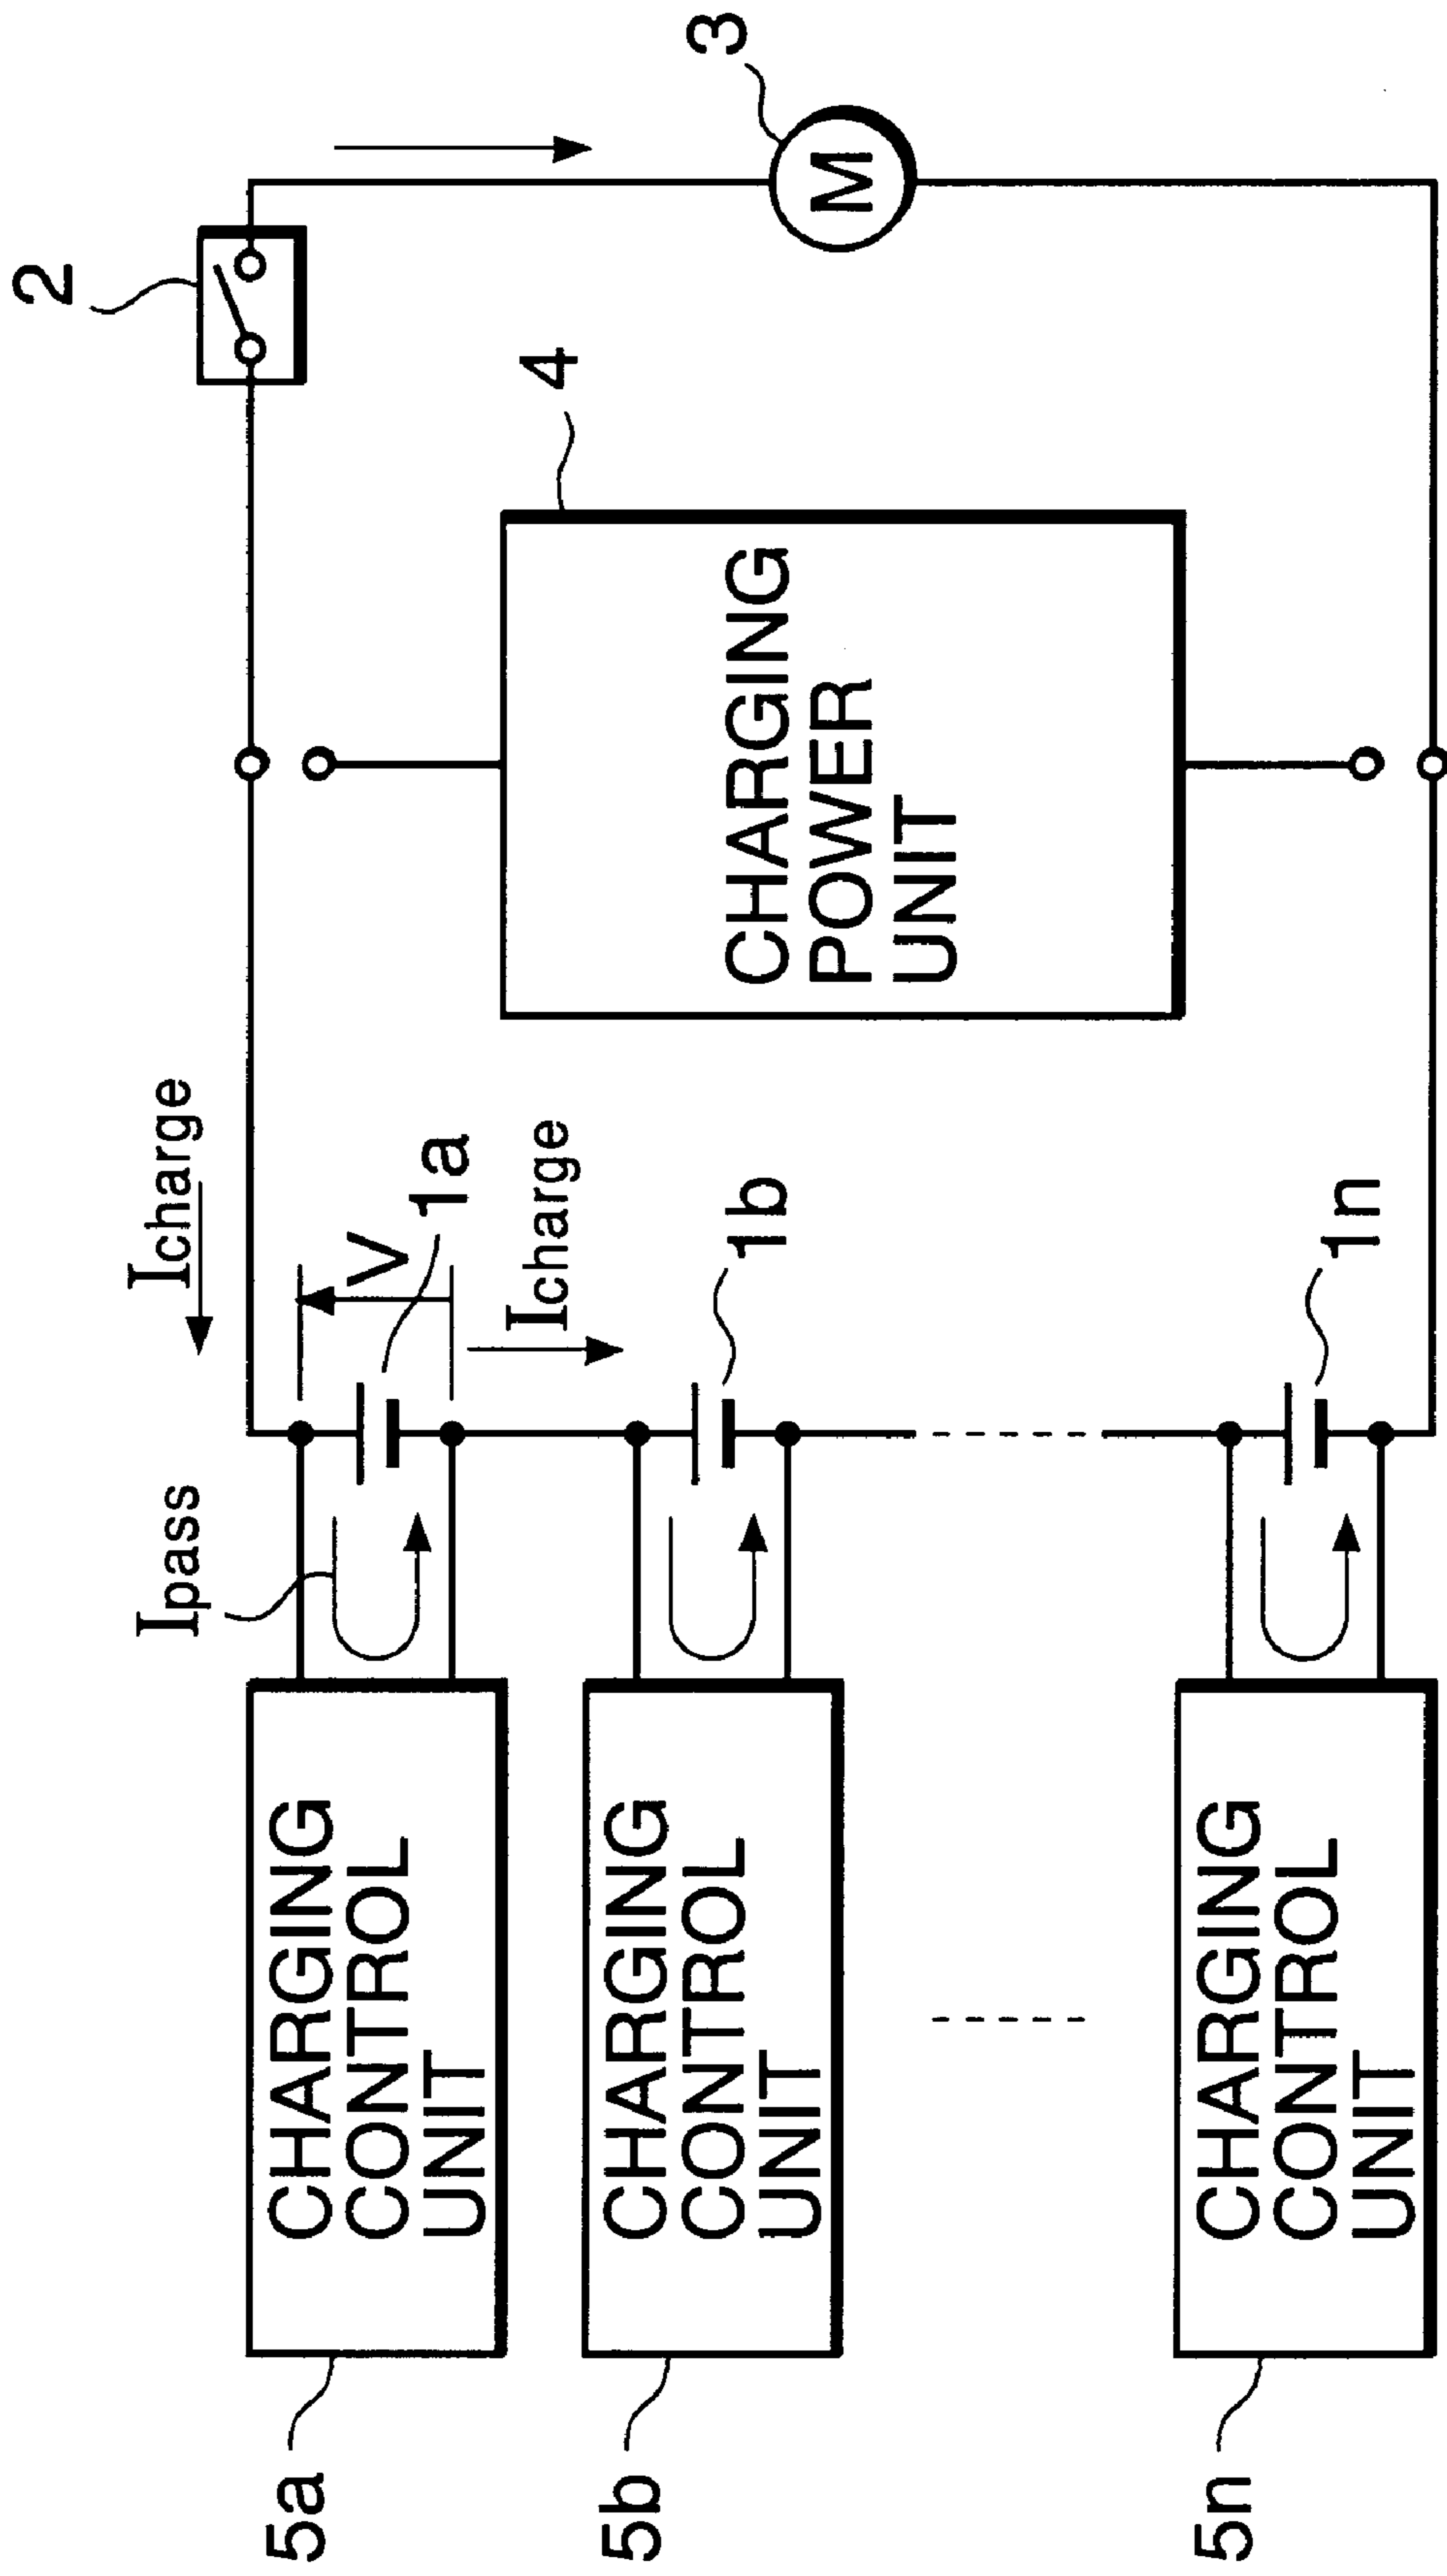 5a
CHARGING
CONTROL
UNIT
Ipass
Icharge
V
1a
Icharge
2
3
M
4
CHARGING
POWER
UNIT
5b
CHARGING
CONTROL
UNIT
1b
5n
CHARGING
CONTROL
UNIT
1n